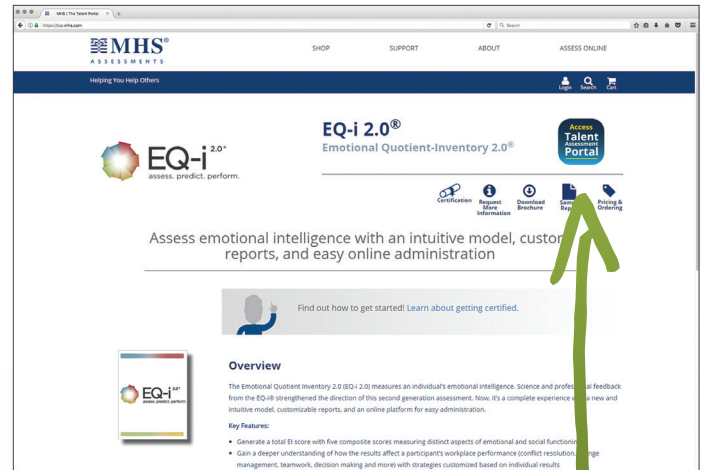 MHS | The Talent Portal
https://tap.mhs.com
Search
MHS®
ASSESSMENTS
SHOP SUPPORT ABOUT ASSESS ONLINE
Helping You Help Others
Login Search Cart
EQ-i 2.0®
assess. predict. perform.
EQ-i 2.0®
Emotional Quotient-Inventory 2.0®
Access
Talent
Assessment
Portal
Certification
Request
More
Information
Download
Brochure
Pricing &
Ordering
Assess emotional intelligence with an intuitive model,
reports, and easy online administration
Find out how to get started! Learn about getting certified.
EQ-i 2.0®
assess. predict. perform.
Overview
The Emotional Quotient Inventory 2.0 (EQ-i 2.0) measures an individual's emotional intelligence. Science and professional feedback
from the EQ-i® strengthened the direction of this second generation assessment. Now, it's a complete experience a new and
intuitive model, customizable reports, and an online platform for easy administration.
Key Features:
• Generate a total EI score with five composite scores measuring distinct aspects of emotional and social
• Gain a deeper understanding of how the results affect a participant's workplace performance (conflict resolution,
management, teamwork, decision making and more) with strategies customized based on individual results